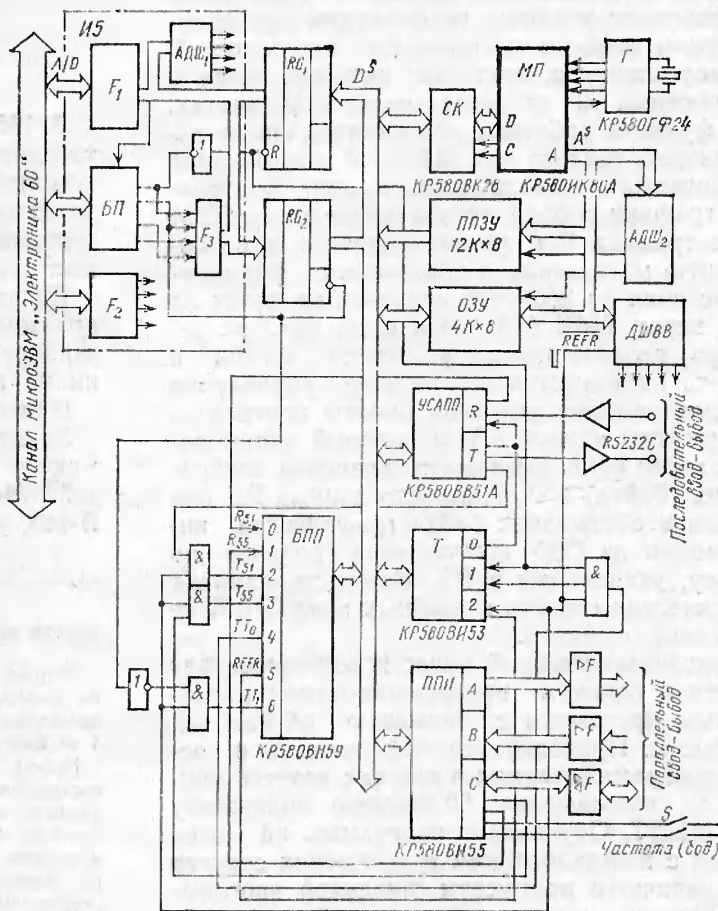 И5
A/D
F₁
АДШ₁
RG₁
R
Dˢ
СК
D
C
КР580ВК28
МП
A
КР580ИК80А
Г
КР580ГФ24
Aˢ
АДШ₂
Канал микроЭВМ „Электроника 60"
1
БП
F₃
RG₂
F₂
ППЗУ
12К×8
ОЗУ
4К×8
REFR
ДШВВ
УСАПП
R
T
КР580ВВ51А
RS232C
Последовательный
ввод-вывод
&
&
1
&
R51
R55
T51
T55
TT₀
REFR
TT₁
0
1
2
3
4
5
6
БПП
КР580ВН59
T
0
1
2
КР580ВИ53
&
ППИ
A
B
C
КР580ВН55
▷F
▷F
F
Параллельный
ввод-вывод
S
Частота (бод)